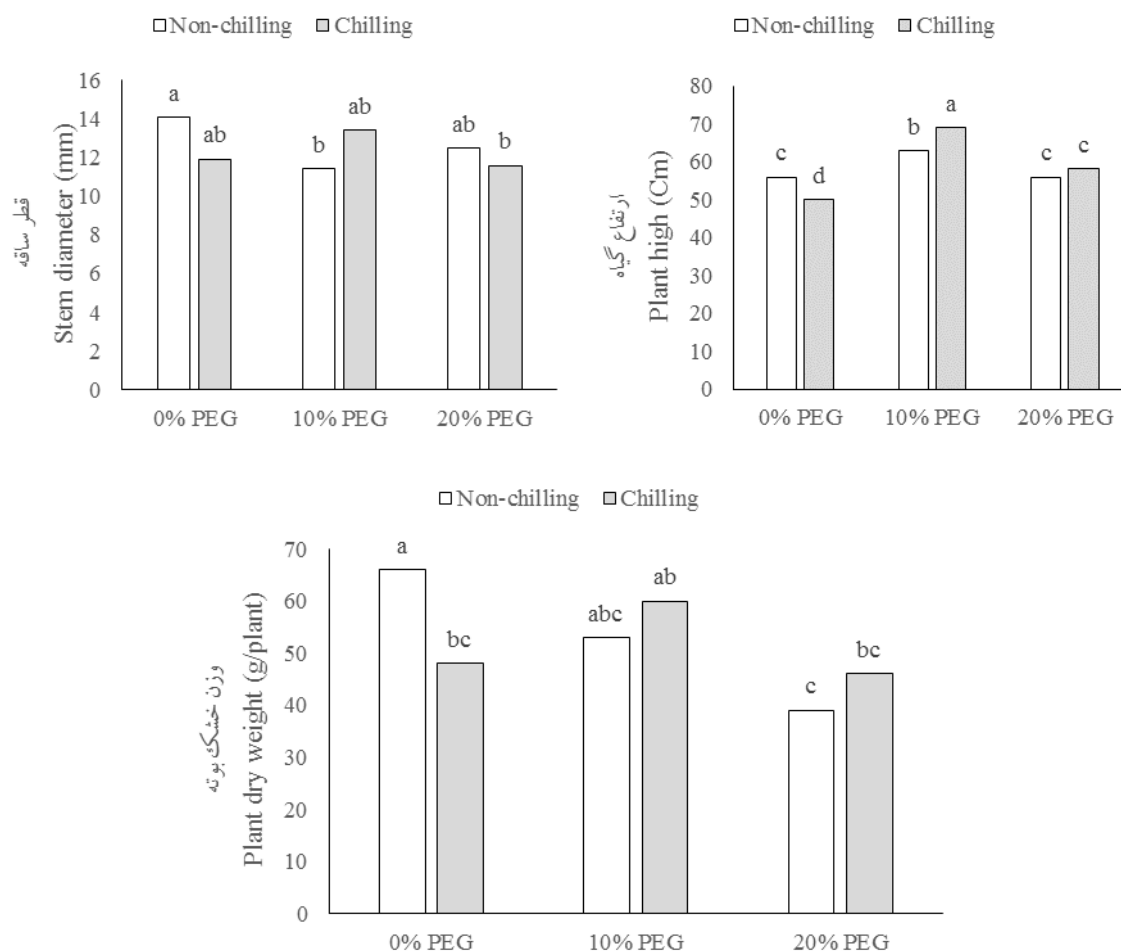 Non-chilling Chilling
16
14
12
10
8
6
4
2
0
a
ab
b
ab
ab
b
0% PEG 10% PEG 20% PEG
قطر ساقه
Stem diameter (mm)
Non-chilling Chilling
80
70
60
50
40
30
20
10
0
c
d
b
a
c
c
0% PEG 10% PEG 20% PEG
ارتفاع گیاه
Plant high (Cm)
Non-chilling Chilling
70
60
50
40
30
20
10
0
a
bc
abc
ab
c
bc
0% PEG 10% PEG 20% PEG
وزن خشک بوته
Plant dry weight (g/plant)